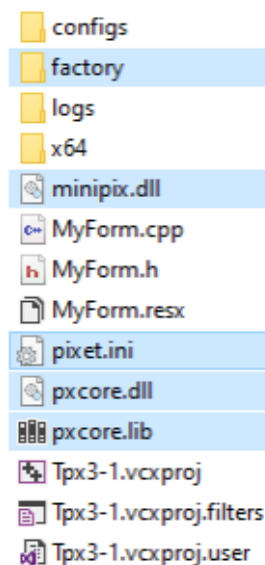 configs
factory
logs
x64
minipix.dll
MyForm.cpp
MyForm.h
MyForm.resx
pixet.ini
pxcore.dll
pxcore.lib
Tpx3-1.vcxproj
Tpx3-1.vcxproj.filters
Tpx3-1.vcxproj.user